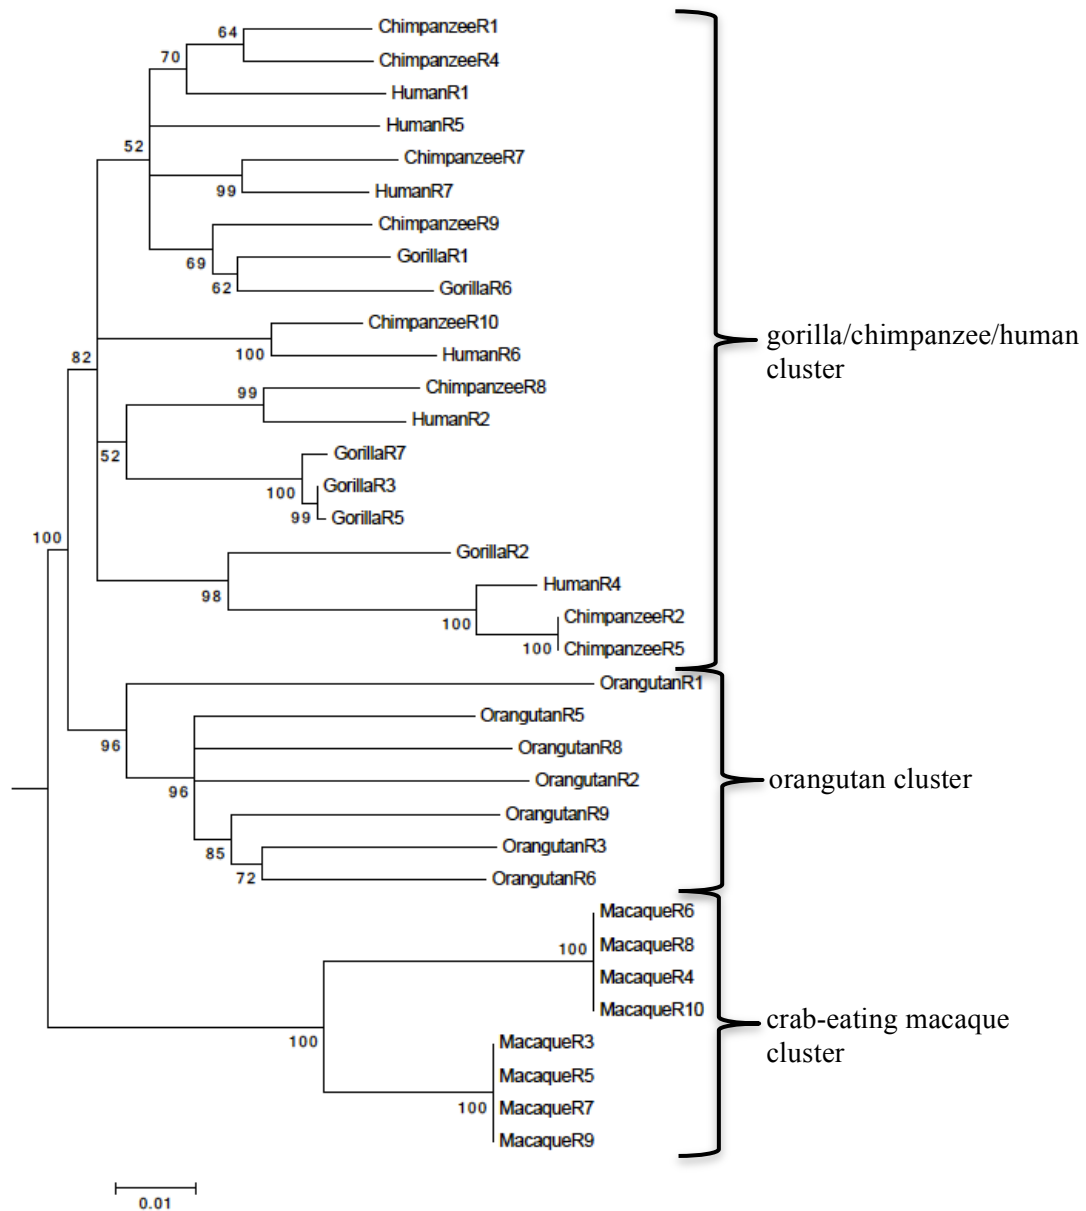 ChimpanzeeR1
64
ChimpanzeeR4
70
HumanR1
HumanR5
52
ChimpanzeeR7
99
HumanR7
ChimpanzeeR9
GorillaR1
69
62
GorillaR6
ChimpanzeeR10
gorilla/chimpanzee/human
cluster
82
100
HumanR6
ChimpanzeeR8
99
HumanR2
52
GorillaR7
GorillaR3
100
99
GorillaR5
100
GorillaR2
HumanR4
98
ChimpanzeeR2
100
100
ChimpanzeeR5
OrangutanR1
OrangutanR5
96
OrangutanR8
OrangutanR2
orangutan cluster
96
OrangutanR9
OrangutanR3
85
72
OrangutanR6
MacaqueR6
100
MacaqueR8
MacaqueR4
MacaqueR10
crab-eating macaque
cluster
100
MacaqueR3
MacaqueR5
100
MacaqueR7
MacaqueR9
0.01